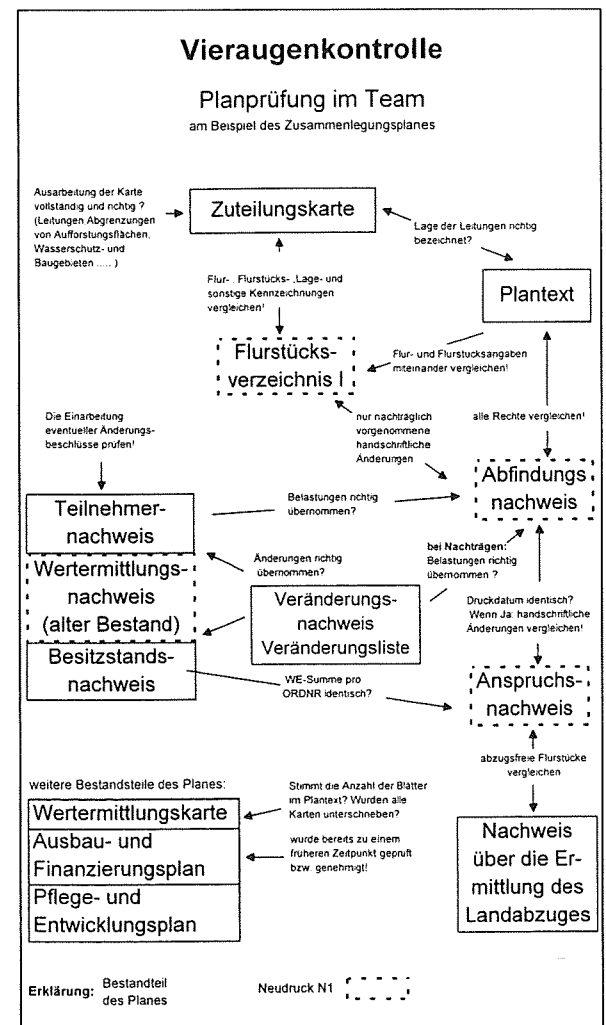 Vieraugenkontrolle
Planprüfung im Team
am Beispiel des Zusammenlegungsplanes
Ausarbeitung der Karte
vollständig und richtig ?
(Leitungen Abgrenzungen
von Aufforstungsflächen,
Wasserschutz- und
Baugebieten ..... )
Zuteilungskarte
Lage der Leitungen richtig
bezeichnet?
Flur- , Flurstücks- ,Lage- und
sonstige Kennzeichnungen
vergleichen!
Plantext
Flurstücks-
verzeichnis I
Flur- und Flurstücksangaben
miteinander vergleichen!
Die Einarbeitung
eventueller Änderungs-
beschlüsse prüfen!
nur nachträglich
vorgenommene
handschriftliche
Änderungen
alle Rechte vergleichen!
Abfindungs
nachweis
Teilnehmer-
nachweis
Belastungen richtig
übernommen?
Wertermittlungs-
nachweis
(alter Bestand)
Änderungen richtig
übernommen?
bei Nachträgen:
Belastungen richtig
übernommen ?
Veränderungs-
nachweis
Veränderungsliste
Druckdatum identisch?
Wenn Ja: handschriftliche
Änderungen vergleichen!
Besitzstands-
nachweis
WE-Summe pro
ORDNR identisch?
Anspruchs-
nachweis
abzugsfreie Flurstücke
vergleichen
weitere Bestandsteile des Planes:
Wertermittlungskarte
Stimmt die Anzahl der Blätter
im Plantext? Wurden alle
Karten unterschrieben?
Ausbau- und
Finanzierungsplan
wurde bereits zu einem
früheren Zeitpunkt geprüft
bzw. genehmigt!
Pflege- und
Entwicklungsplan
Nachweis
über die Er-
mittlung des
Landabzuges
Erklärung: Bestandteil
des Planes
Neudruck N1